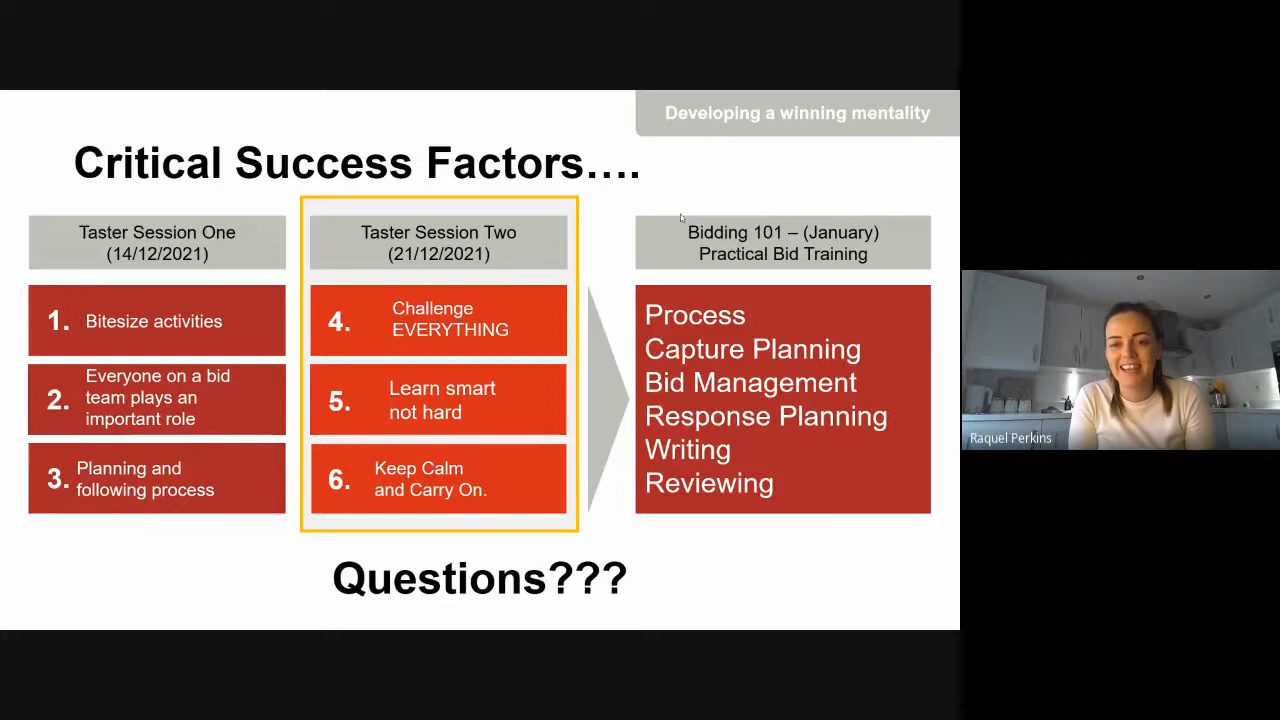 Developing a winning mentality
Critical Success Factors….
Taster Session One
(14/12/2021)
1. Bitesize activities
2. Everyone on a bid
team plays an
important role
3. Planning and
following process
Taster Session Two
(21/12/2021)
4. Challenge
EVERYTHING
5. Learn smart
not hard
6. Keep Calm
and Carry On.
Bidding 101 – (January)
Practical Bid Training
Process
Capture Planning
Bid Management
Response Planning
Writing
Reviewing
Questions???
Raquel Perkins